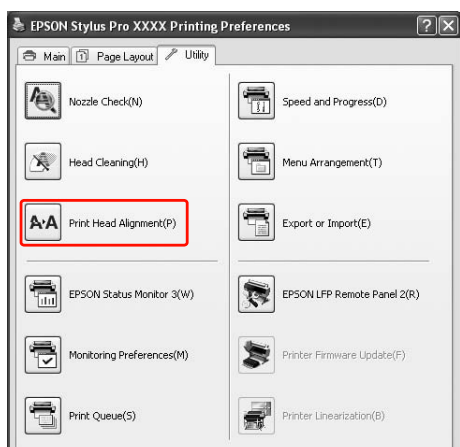 EPSON Stylus Pro XXXX Printing Preferences
Main Page Layout Utility
Nozzle Check(N)
Speed and Progress(D)
Head Cleaning(H)
Menu Arrangement(T)
Print Head Alignment(P)
Export or Import(E)
EPSON Status Monitor 3(W)
EPSON LFP Remote Panel 2(R)
Monitoring Preferences(M)
Printer Firmware Update(F)
Print Queue(S)
Printer Linearization(B)